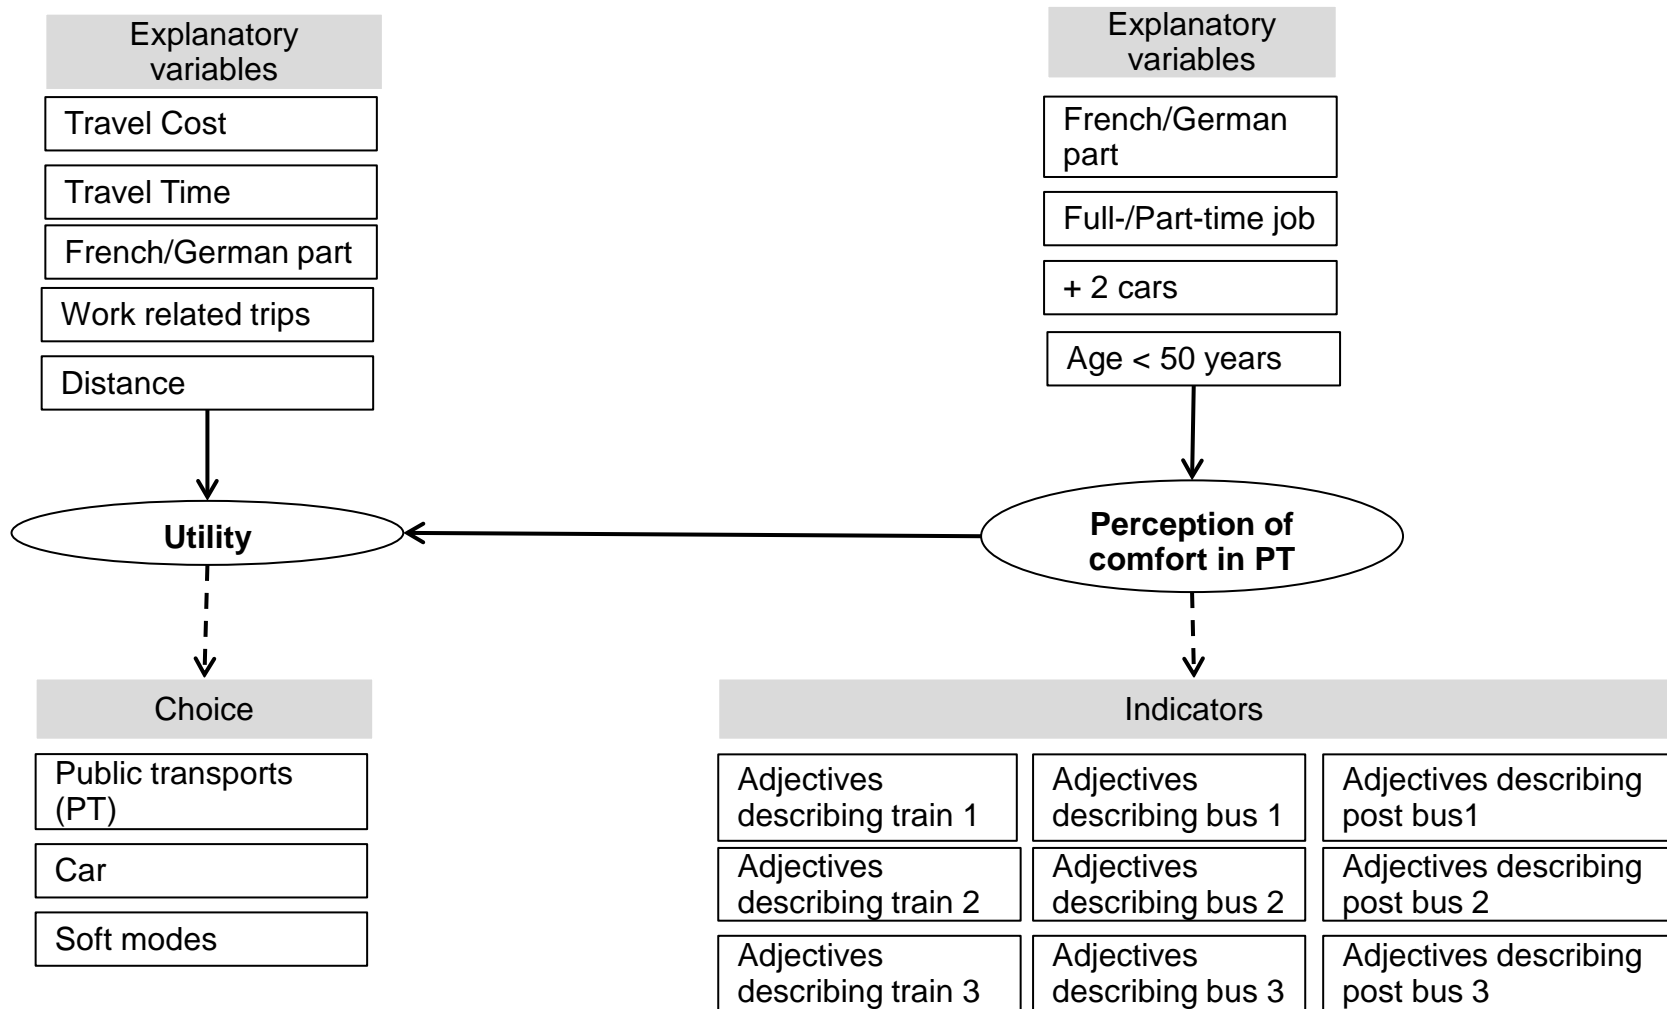 Explanatory
variables
Travel Cost
Travel Time
French/German part
Work related trips
Distance
Utility
Choice
Public transports
(PT)
Car
Soft modes
Explanatory
variables
French/German
part
Full-/Part-time job
+ 2 cars
Age < 50 years
Perception of
comfort in PT
Indicators
Adjectives
describing train 1
Adjectives
describing bus 1
Adjectives describing
post bus1
Adjectives
describing train 2
Adjectives
describing bus 2
Adjectives describing
post bus 2
Adjectives
describing train 3
Adjectives
describing bus 3
Adjectives describing
post bus 3